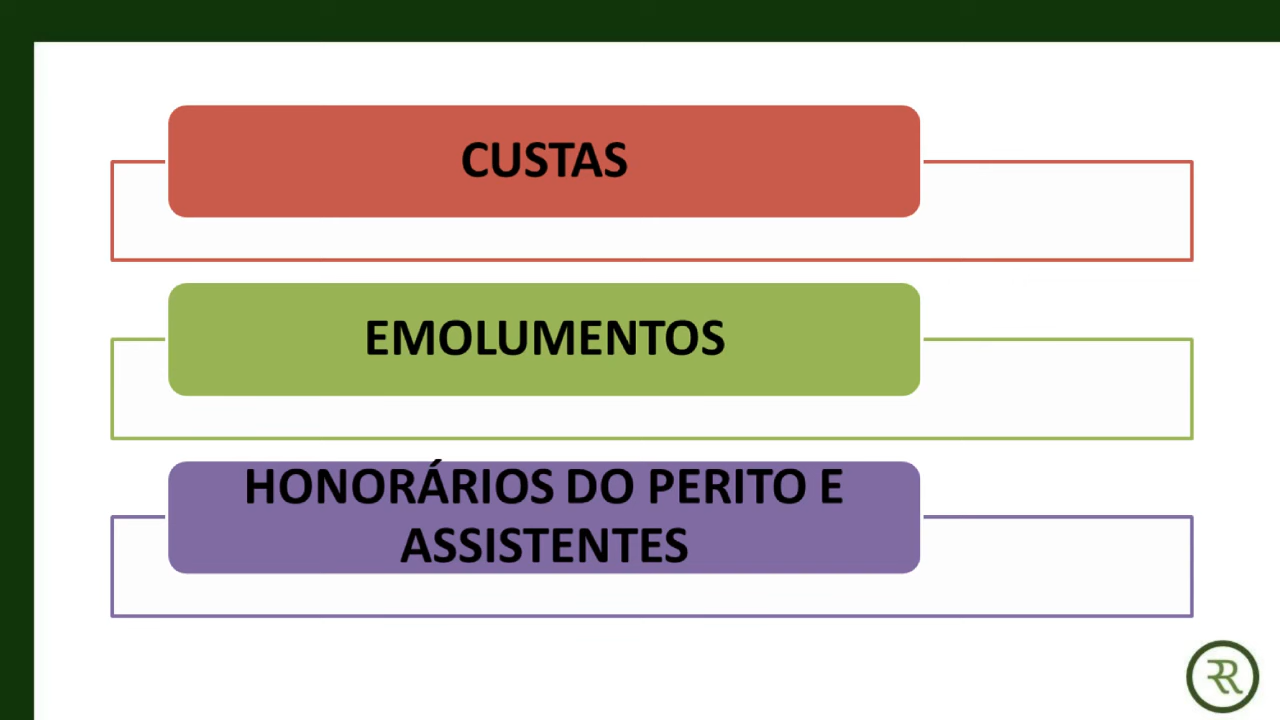 CUSTAS
EMOLUMENTOS
HONORÁRIOS DO PERITO E
ASSISTENTES